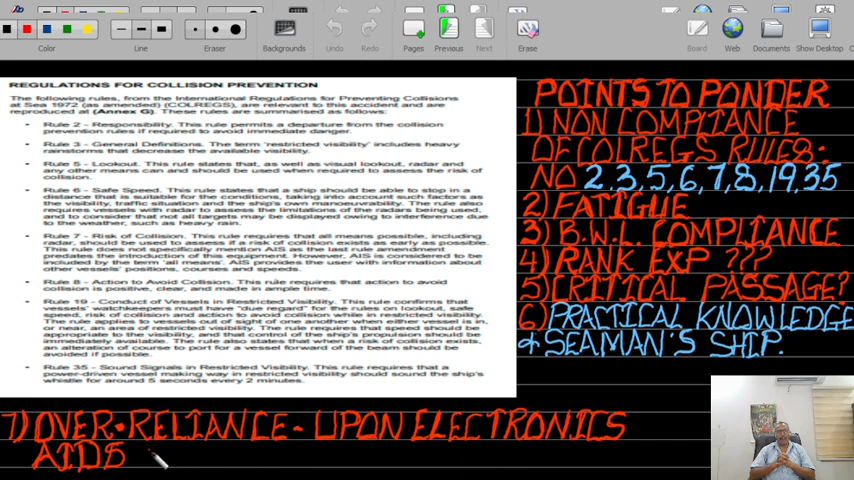 Color
Line
Eraser
Backgrounds
Undo
Redo
Pages
Previous
Next
Erase
Board
Web
Documents
Show Desktop
REGULATIONS FOR COLLISION PREVENTION
The following rules, from the International Regulations for Preventing Collisions
at Sea 1972 (as amended) (COLREGS), are relevant to this accident and are
reproduced at (Annex G). These rules are summarised as follows:
• Rule 2 - Responsibility. This rule permits a departure from the collision
prevention rules if required to avoid immediate danger.
• Rule 3 - General Definitions. The term 'restricted visibility' includes heavy
rainstorms that decrease the available visibility.
• Rule 5 - Lookout. This rule states that, as well as visual lookout, radar and
any other means can and should be used when required to assess the risk of
collision.
• Rule 6 - Safe Speed. This rule states that a ship should be able to stop in a
distance that is suitable for the conditions, taking into account such factors as
the visibility, traffic situation and the ship's own manoeuvrability. The rule also
requires vessels with radar to assess the limitations of the radars being used,
and to consider that not all targets may be displayed owing to interference due
to the weather, such as heavy rain.
• Rule 7 - Risk of Collision. This rule requires that all means possible, including
radar, should be used to assess if a risk of collision exists as early as possible.
This rule does not specifically mention AIS as the last rule amendment
predates the introduction of this equipment. However, AIS is considered to be
included by the term 'all means'. AIS provides the user with information about
other vessels' positions, courses and speeds.
• Rule 8 - Action to Avoid Collision. This rule requires that action to avoid
collision is positive, clear, and made in ample time.
• Rule 19 - Conduct of Vessels in Restricted Visibility. This rule confirms that
vessels' watchkeepers must have "due regard" for the rules on lookout, safe
speed, risk of collision and action to avoid collision while in restricted visibility.
The rule applies to vessels out of sight of one another when either vessel is in,
or near, an area of restricted visibility. The rule requires that speed should be
appropriate to the visibility, and that control of the ship's propulsion should be
immediately available. The rule also states that when a risk of collision exists,
an alteration of course to port for a vessel forward of the beam should be
avoided if possible.
• Rule 35 - Sound Signals in Restricted Visibility. This rule requires that a
power-driven vessel making way in restricted visibility should sound the ship's
whistle for around 5 seconds every 2 minutes.
POINTS TO PONDER
1) NON COMPLIANCE
OF COLREGS RULES:
NO 2,3,5,6,7,8,19,35
2) FATIGUE
3) B.W. COMPLIANCE
4) RANK EXP ???
5) CRITICAL PASSAGE?
6) PRACTICAL KNOWLEDGE
& SEAMAN'S SHIP.
7) OVER-RELIANCE - UPON ELECTRONICS
AIDS